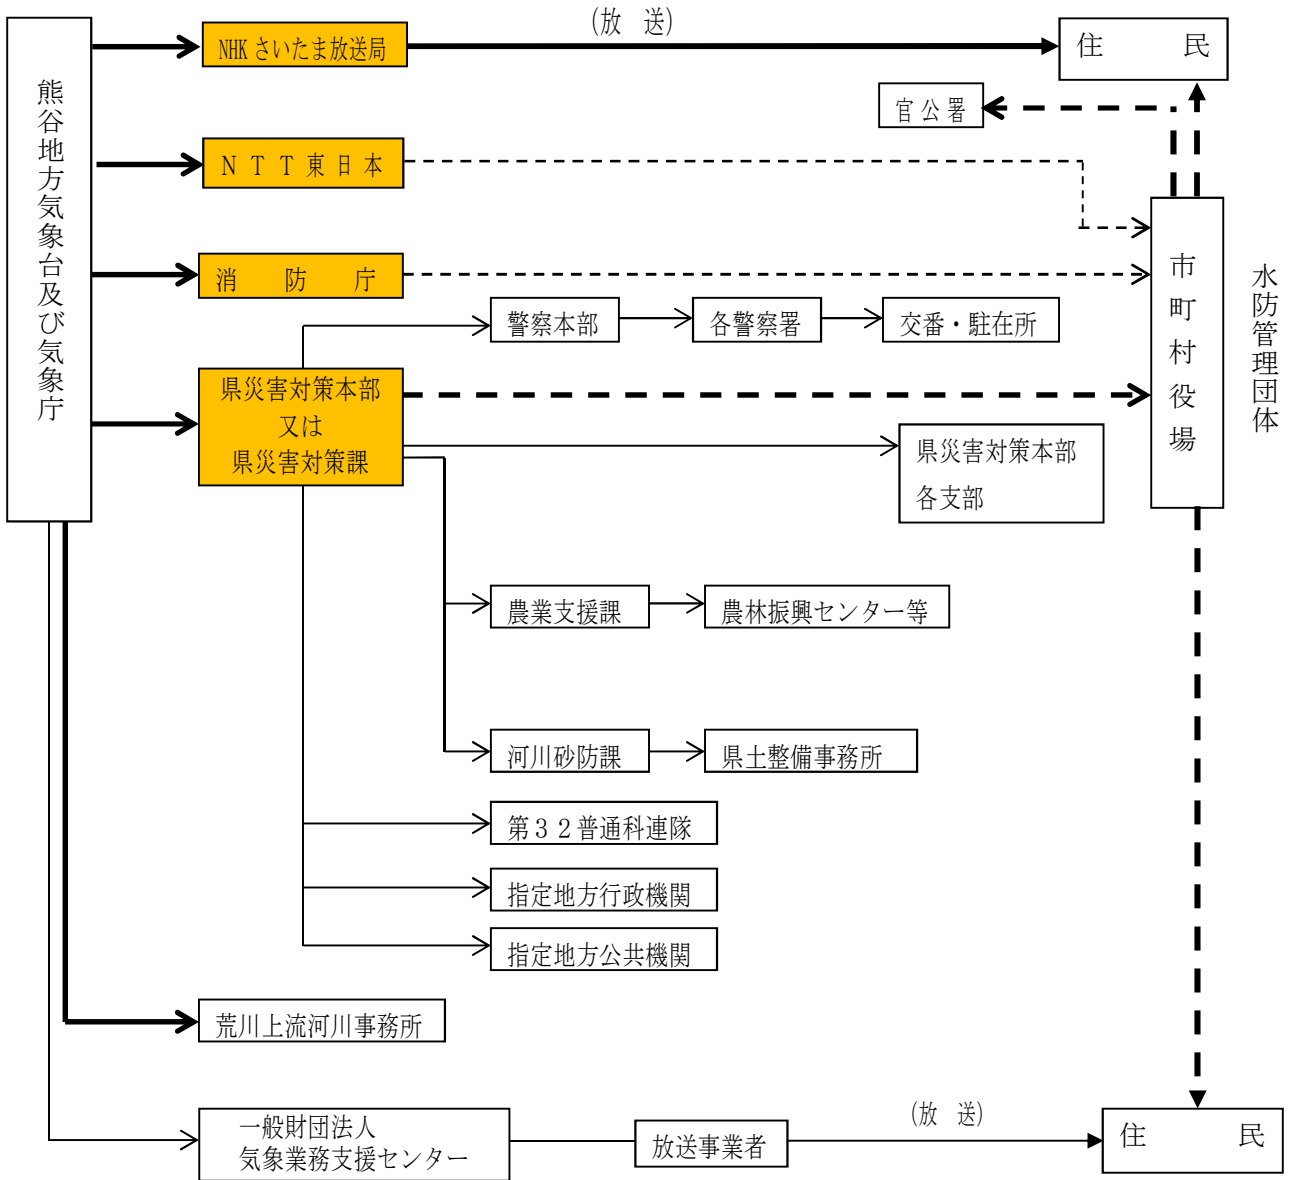 (放　送)
NHK さいたま放送局
住　　　民
官 公 署
熊谷地方気象台及び気象庁
Ｎ Ｔ Ｔ 東 日 本
消　　防　　庁
市町村役場
水防管理団体
警察本部
各警察署
交番・駐在所
県災害対策本部
又は
県災害対策課
県災害対策本部
各支部
農業支援課
農林振興センター等
河川砂防課
県土整備事務所
第３２普通科連隊
指定地方行政機関
指定地方公共機関
荒川上流河川事務所
一般財団法人
気象業務支援センター
放送事業者
(放　送)
住　　　民